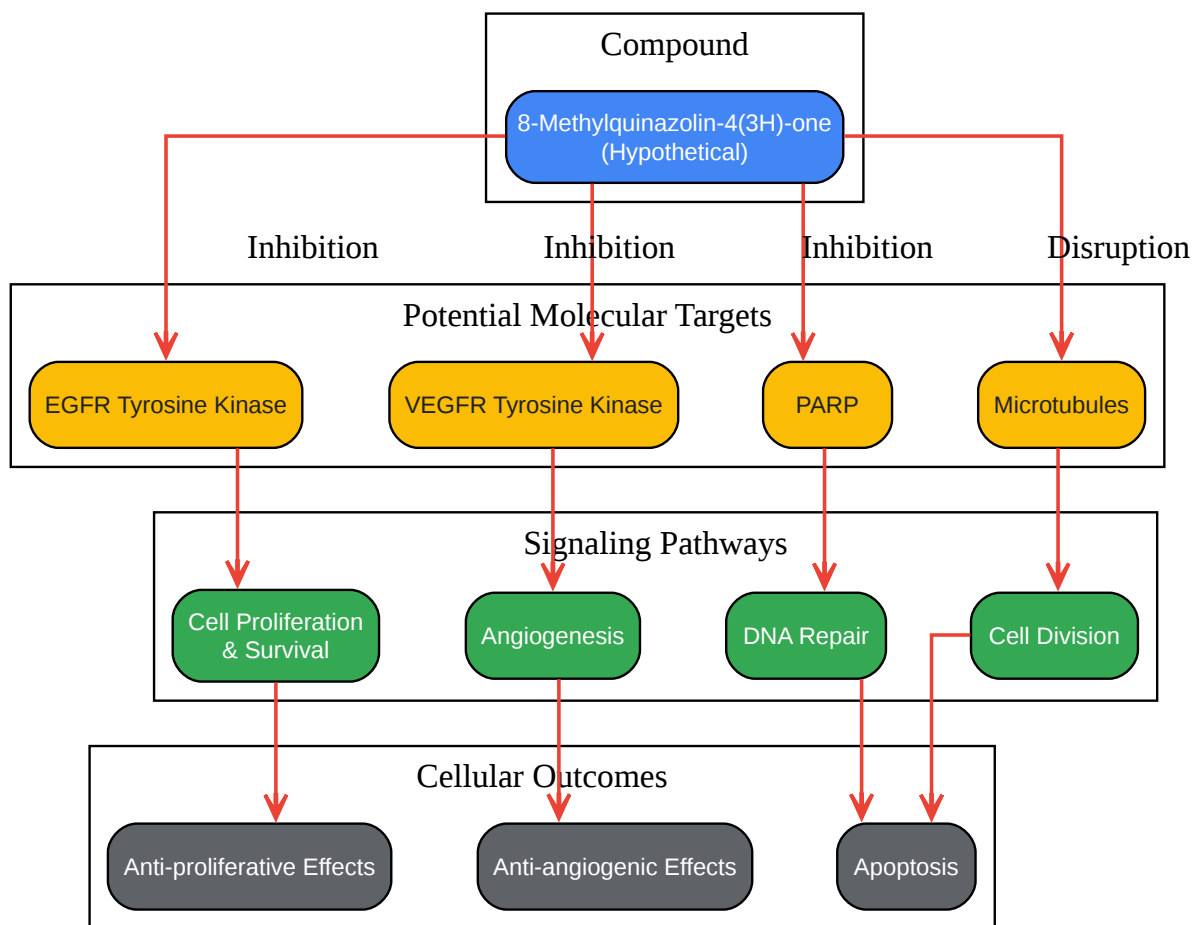 Compound
8-Methylquinazolin-4(3H)-one
(Hypothetical)
Inhibition
Inhibition
Inhibition
Disruption
Potential Molecular Targets
EGFR Tyrosine Kinase
VEGFR Tyrosine Kinase
PARP
Microtubules
Signaling Pathways
Cell Proliferation
& Survival
Angiogenesis
DNA Repair
Cell Division
Cellular Outcomes
Anti-proliferative Effects
Anti-angiogenic Effects
Apoptosis